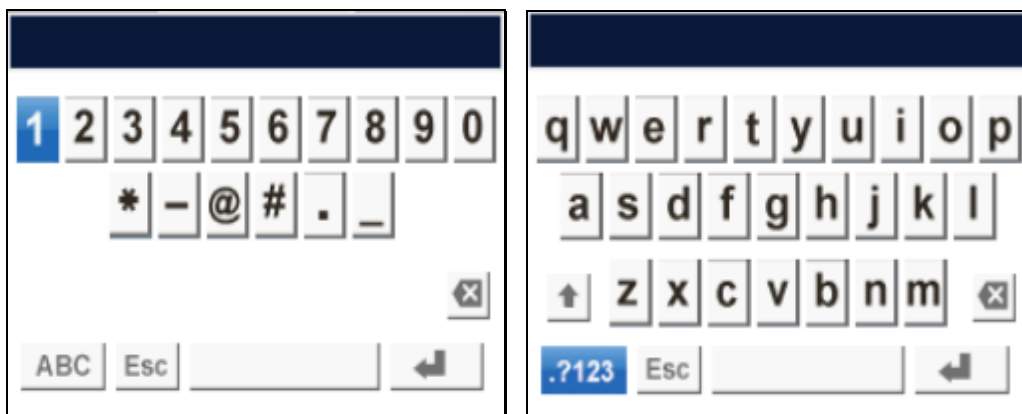 1 2 3 4 5 6 7 8 9 0
* – @ # . _
ABC Esc
q w e r t y u i o p
a s d f g h j k l
z x c v b n m
.?123 Esc